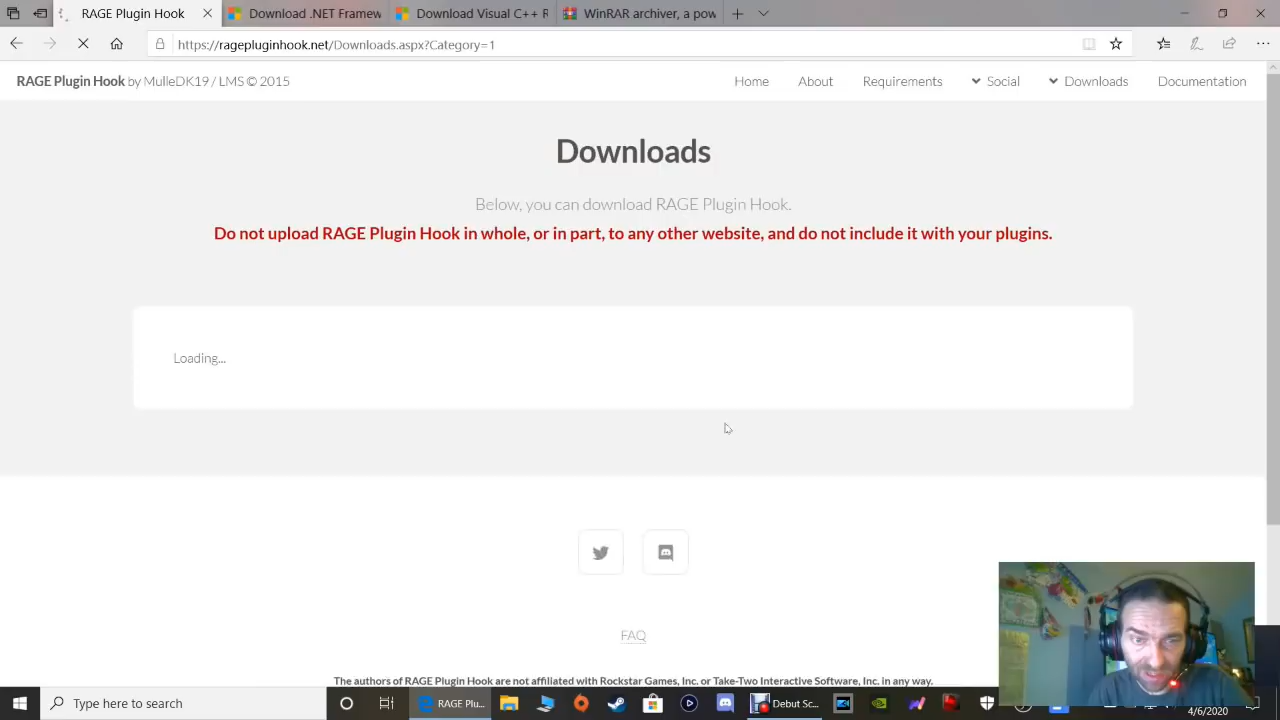 RAGE Plugin Hook
Download .NET Framewo
Download Visual C++ R
WinRAR archiver, a pow
https://ragepluginhook.net/Downloads.aspx?Category=1
RAGE Plugin Hook by MulleDK19 / LMS © 2015
Home About Requirements Social Downloads Documentation
Downloads
Below, you can download RAGE Plugin Hook.
Do not upload RAGE Plugin Hook in whole, or in part, to any other website, and do not include it with your plugins.
Loading...
FAQ
The authors of RAGE Plugin Hook are not affiliated with Rockstar Games, Inc. or Take-Two Interactive Software, Inc. in any way.
Type here to search
RAGE Plu...
Debut Sc...
4/6/2020